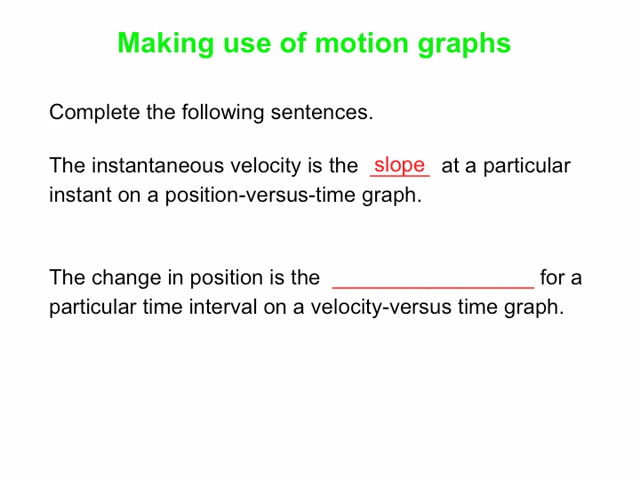 Making use of motion graphs
Complete the following sentences.
The instantaneous velocity is the slope at a particular
instant on a position-versus-time graph.
The change in position is the _________________ for a
particular time interval on a velocity-versus time graph.